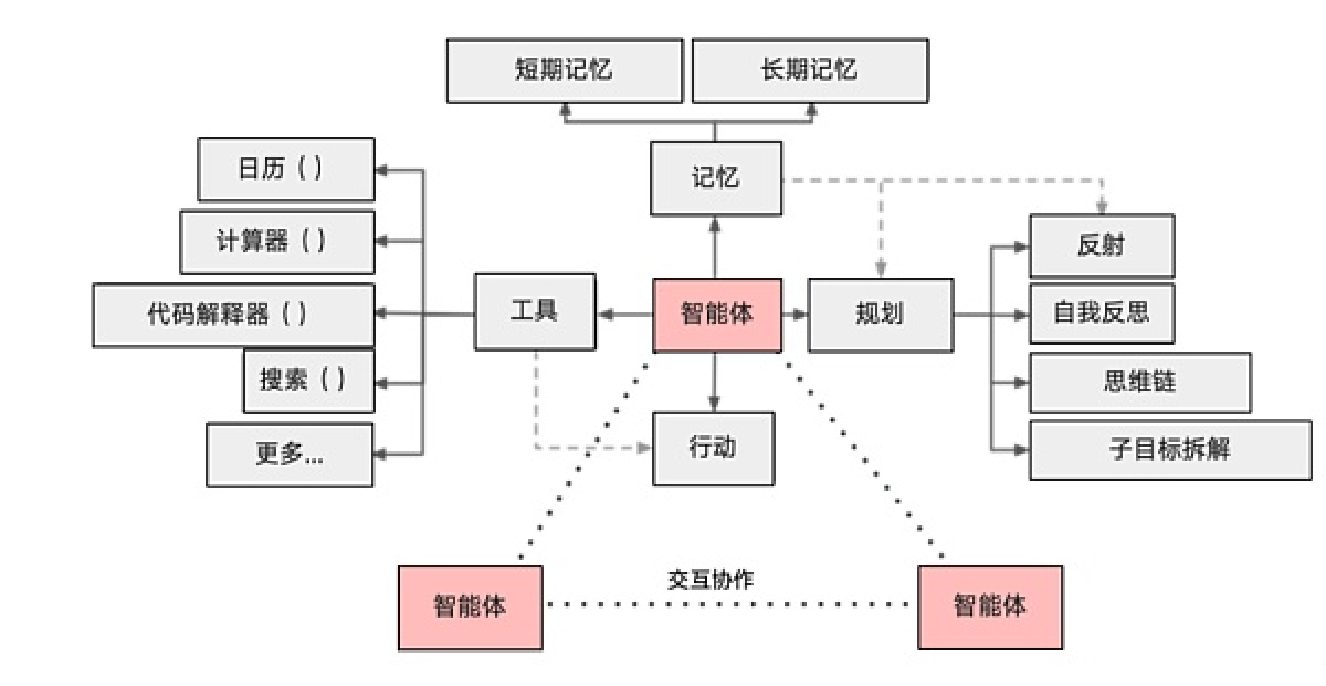 短期记忆
长期记忆
日历（）
记忆
计算器（）
反射
代码解释器（）
工具
智能体
规划
自我反思
搜索（）
思维链
更多...
行动
子目标拆解
交互协作
智能体
智能体